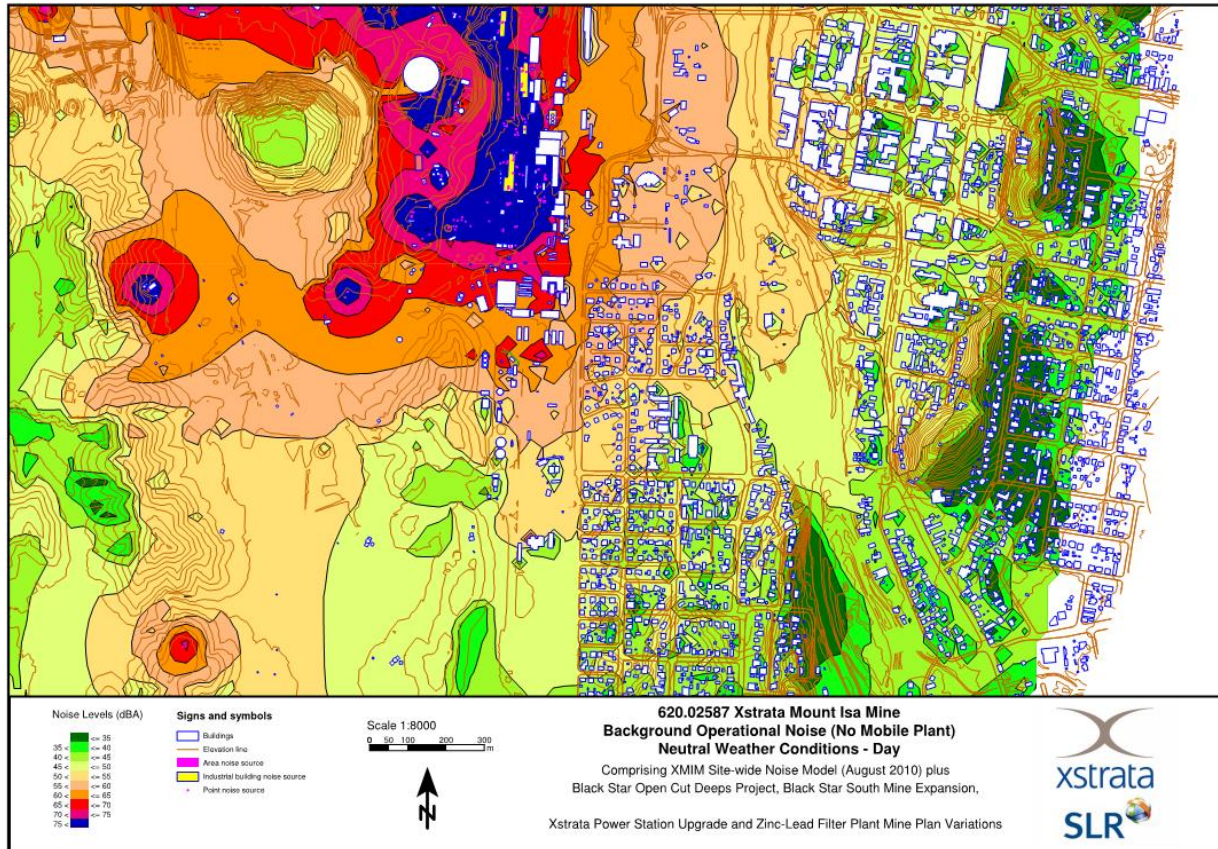 Noise Levels (dBA)
<= 35
35 < <= 40
40 < <= 45
45 < <= 50
50 < <= 55
55 < <= 60
60 < <= 65
65 < <= 70
70 < <= 75
75 <
Signs and symbols
Buildings
Elevation line
Area noise source
Industrial building noise source
Point noise source
Scale 1:8000
0 50 100 200 300
m
N
620.02587 Xstrata Mount Isa Mine
Background Operational Noise (No Mobile Plant)
Neutral Weather Conditions - Day
Comprising XMIM Site-wide Noise Model (August 2010) plus
Black Star Open Cut Deeps Project, Black Star South Mine Expansion,
Xstrata Power Station Upgrade and Zinc-Lead Filter Plant Mine Plan Variations
xstrata
SLR